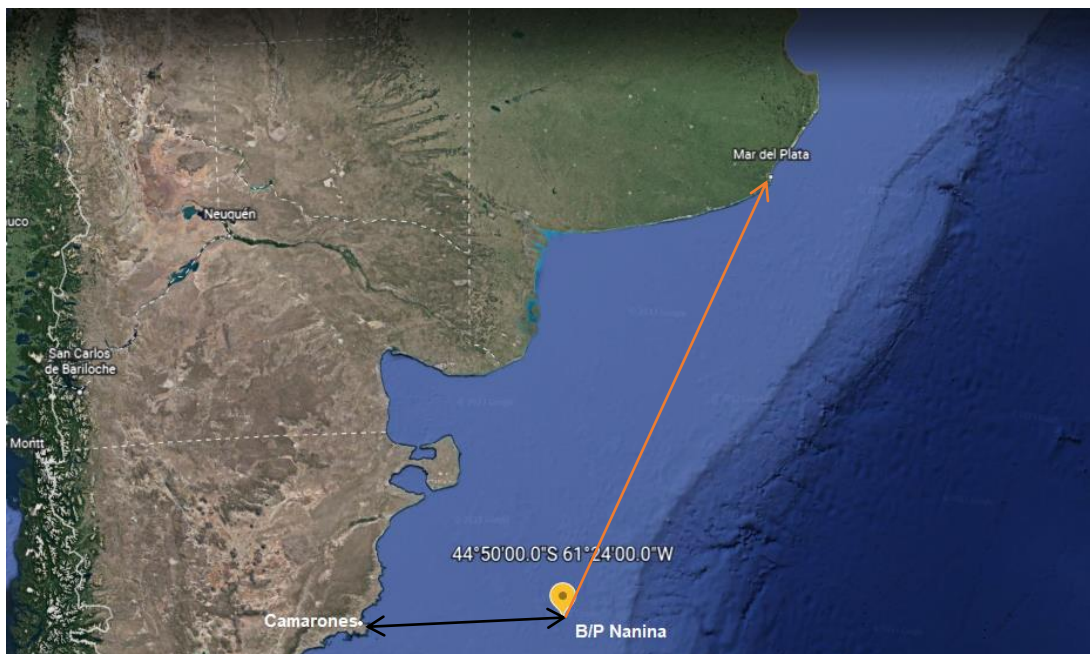 Mar del Plata
Neuquén
uco
San Carlos
de Bariloche
Montt
44°50'00.0"S 61°24'00.0"W
Camarones
B/P Nanina